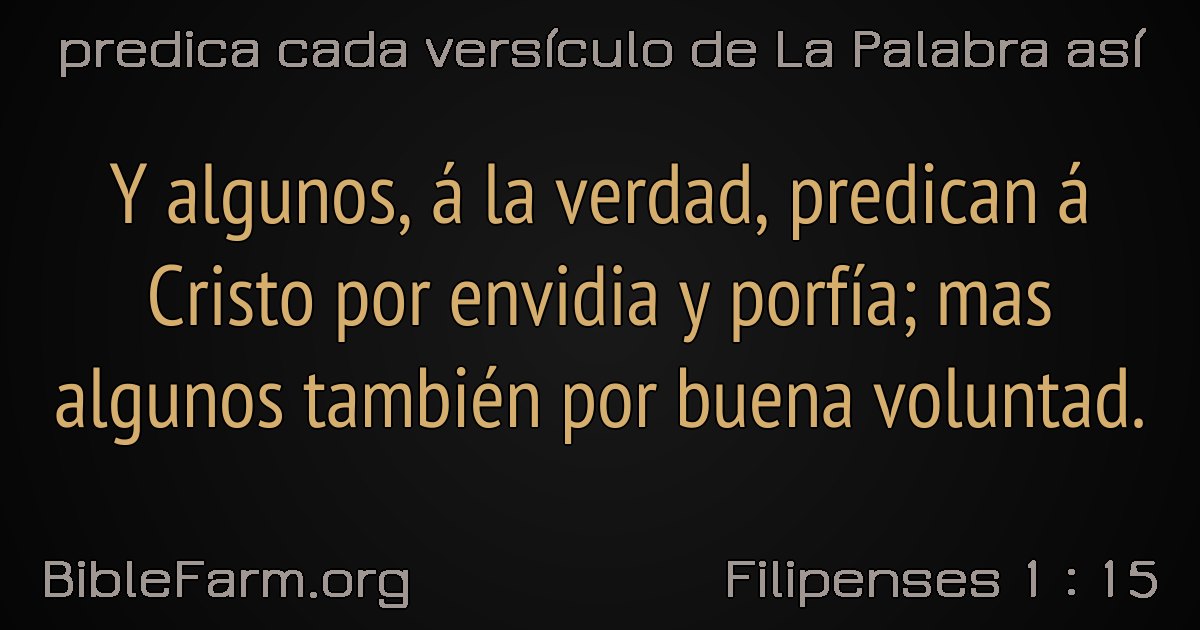 predica cada versículo de La Palabra así
Y algunos, á la verdad, predican á
Cristo por envidia y porfía; mas
algunos también por buena voluntad.
BibleFarm.org
Filipenses 1 : 15